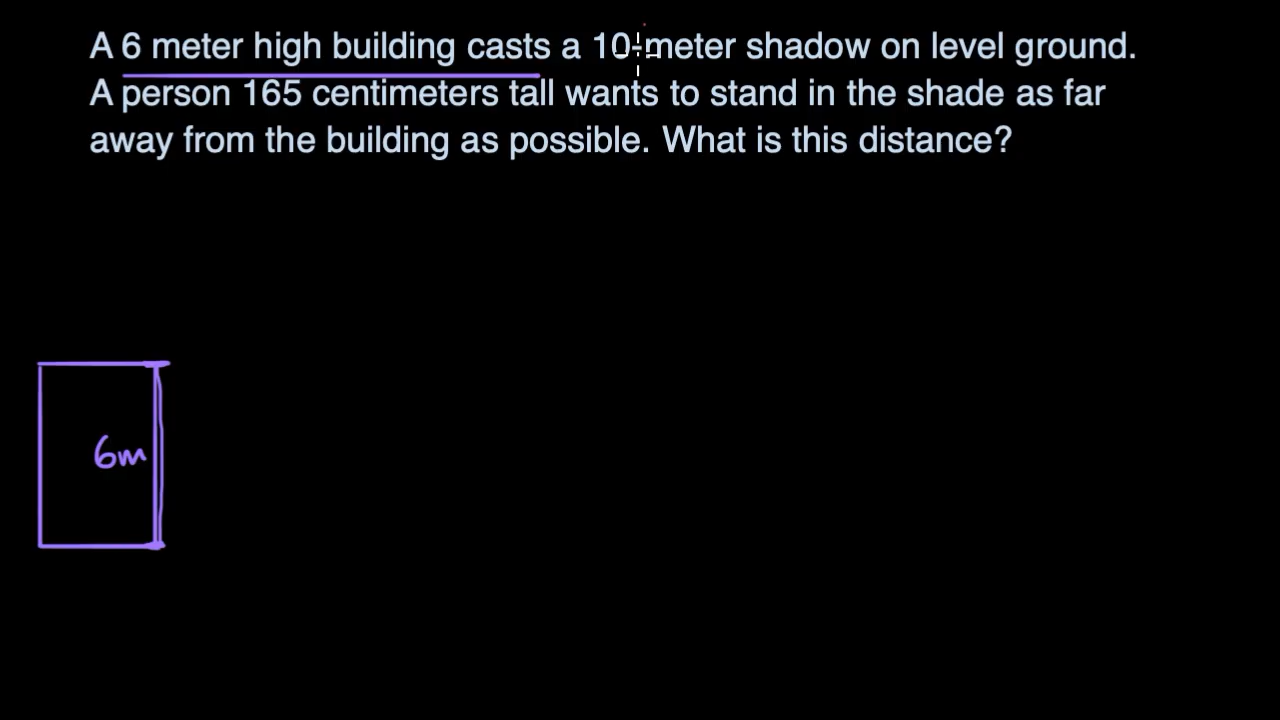 A 6 meter high building casts a 10-meter shadow on level ground.
A person 165 centimeters tall wants to stand in the shade as far
away from the building as possible. What is this distance?
6m